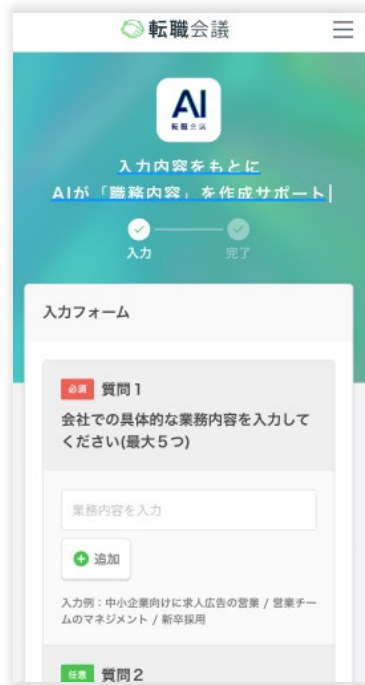 転職会議
AI
転職会議
入力内容をもとに
AIが「職務内容」を作成サポート
入力
完了
入力フォーム
必須 質問1
会社での具体的な業務内容を入力して
ください(最大5つ)
業務内容を入力
追加
入力例:中小企業向けに求人広告の営業 / 営業チー
ムのマネジメント / 新卒採用
任意 質問2